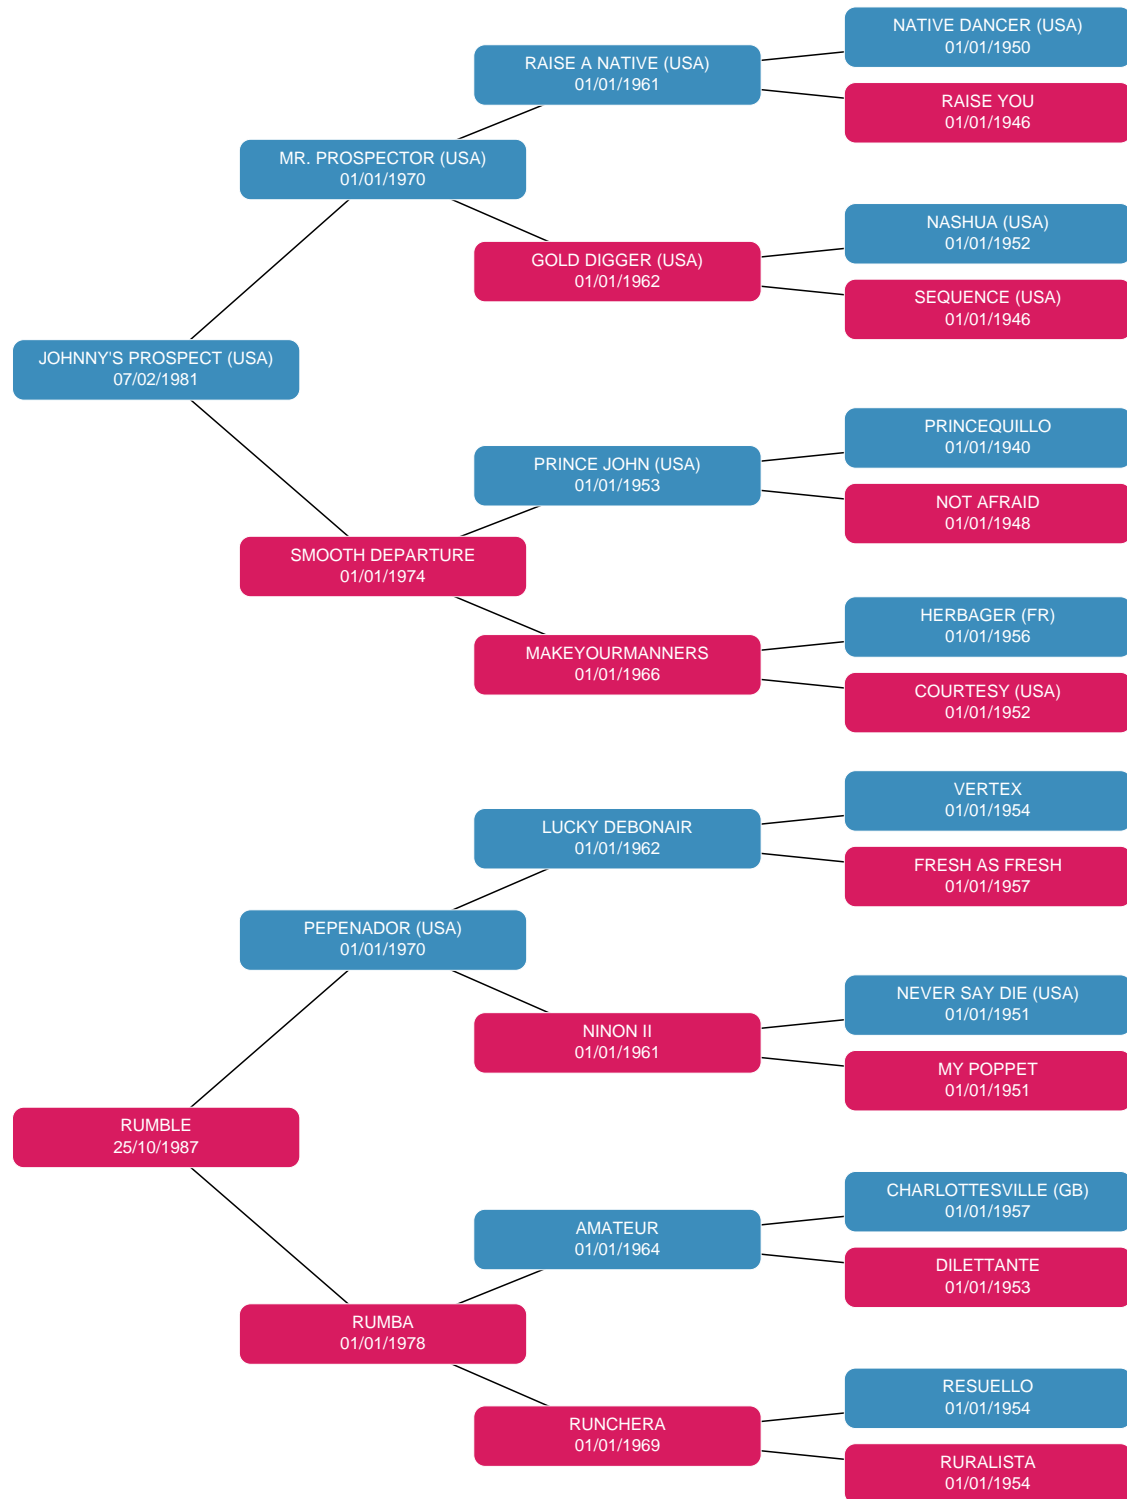 NATIVE DANCER (USA)
01/01/1950
RAISE A NATIVE (USA)
01/01/1961
RAISE YOU
01/01/1946
MR. PROSPECTOR (USA)
01/01/1970
NASHUA (USA)
01/01/1952
GOLD DIGGER (USA)
01/01/1962
SEQUENCE (USA)
01/01/1946
JOHNNY'S PROSPECT (USA)
07/02/1981
PRINCEQUILLO
01/01/1940
PRINCE JOHN (USA)
01/01/1953
NOT AFRAID
01/01/1948
SMOOTH DEPARTURE
01/01/1974
HERBAGER (FR)
01/01/1956
MAKEYOURMANNERS
01/01/1966
COURTESY (USA)
01/01/1952
VERTEX
01/01/1954
LUCKY DEBONAIR
01/01/1962
FRESH AS FRESH
01/01/1957
PEPENADOR (USA)
01/01/1970
NEVER SAY DIE (USA)
01/01/1951
NINON II
01/01/1961
MY POPPET
01/01/1951
RUMBLE
25/10/1987
CHARLOTTESVILLE (GB)
01/01/1957
AMATEUR
01/01/1964
DILETTANTE
01/01/1953
RUMBA
01/01/1978
RESUELLO
01/01/1954
RUNCHERA
01/01/1969
RURALISTA
01/01/1954